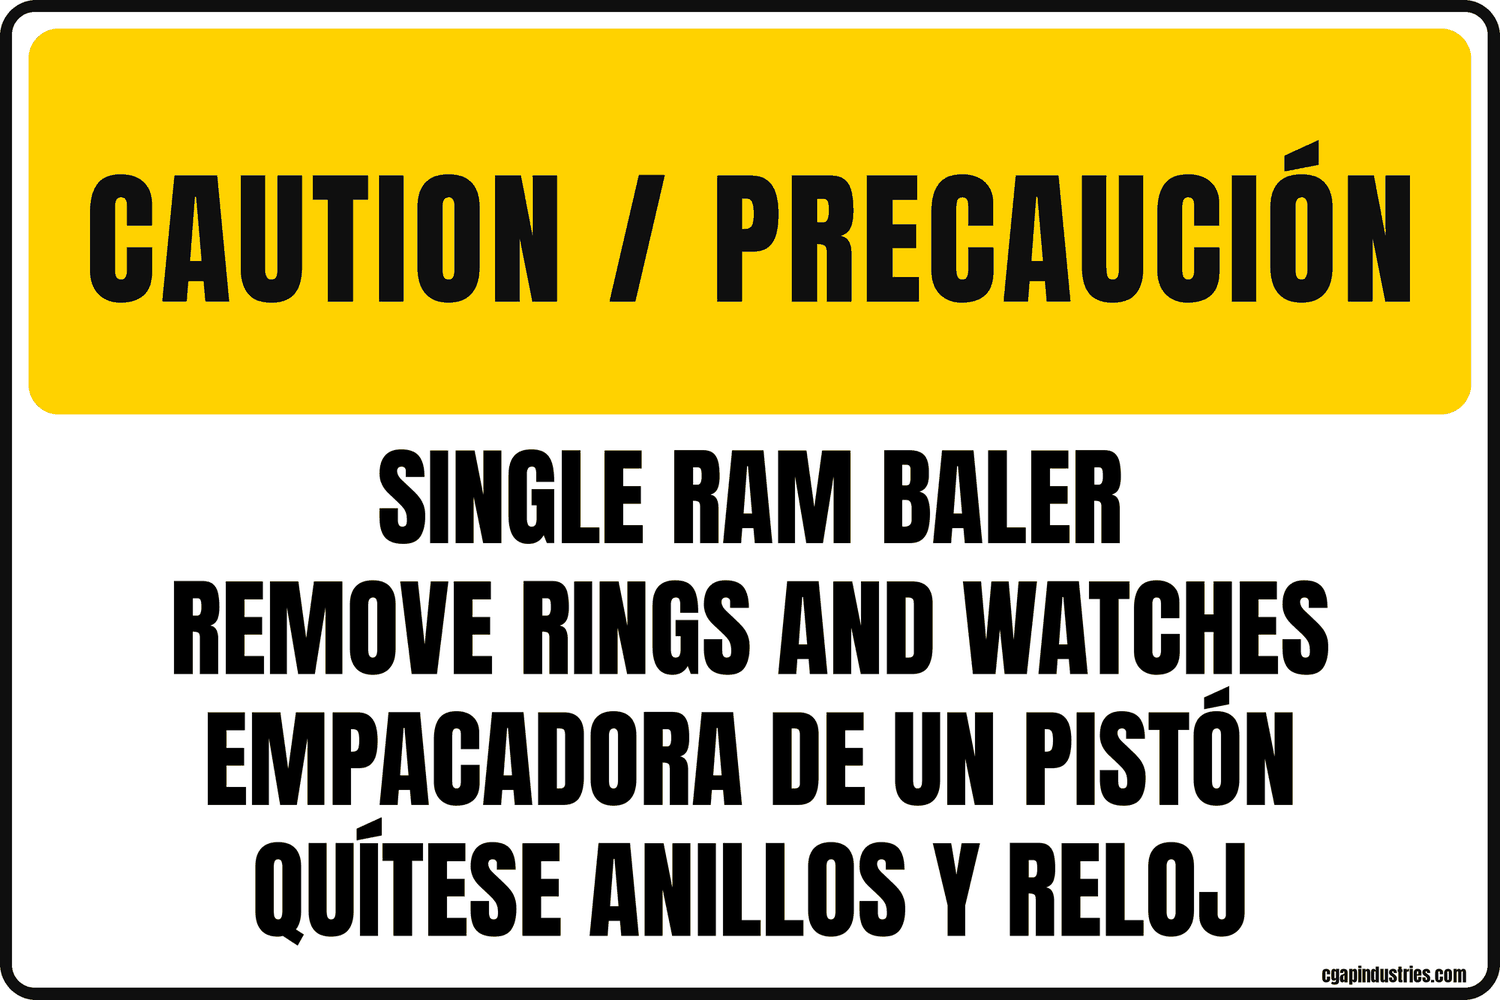 CAUTION / PRECAUCIÓN
SINGLE RAM BALER
REMOVE RINGS AND WATCHES
EMPACADORA DE UN PISTÓN
QUÍTESE ANILLOS Y RELOJ
cgapindustries.com